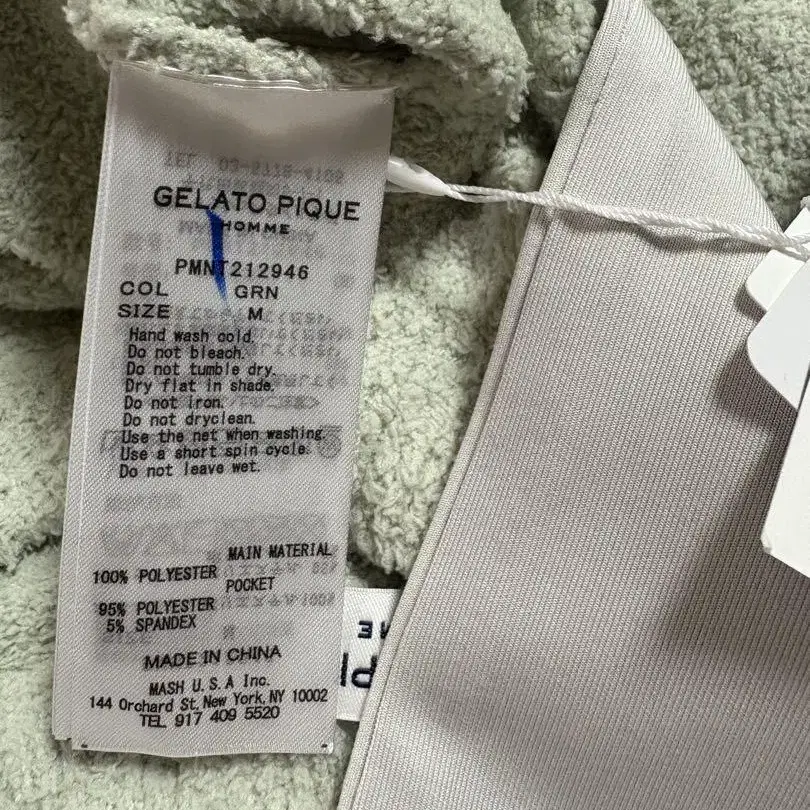 GELATO PIQUE
HOMME
PMNT212946
COL GRN
SIZE M
Hand wash cold.
Do not bleach.
Do not tumble dry.
Dry flat in shade.
Do not iron.
Do not dryclean.
Use the net when washing.
Use a short spin cycle.
Do not leave wet.
MAIN MATERIAL
100% POLYESTER
POCKET
95% POLYESTER
5% SPANDEX
MADE IN CHINA
MASH U.S.A Inc.
144 Orchard St, New York, NY 10002
TEL 917 409 5520